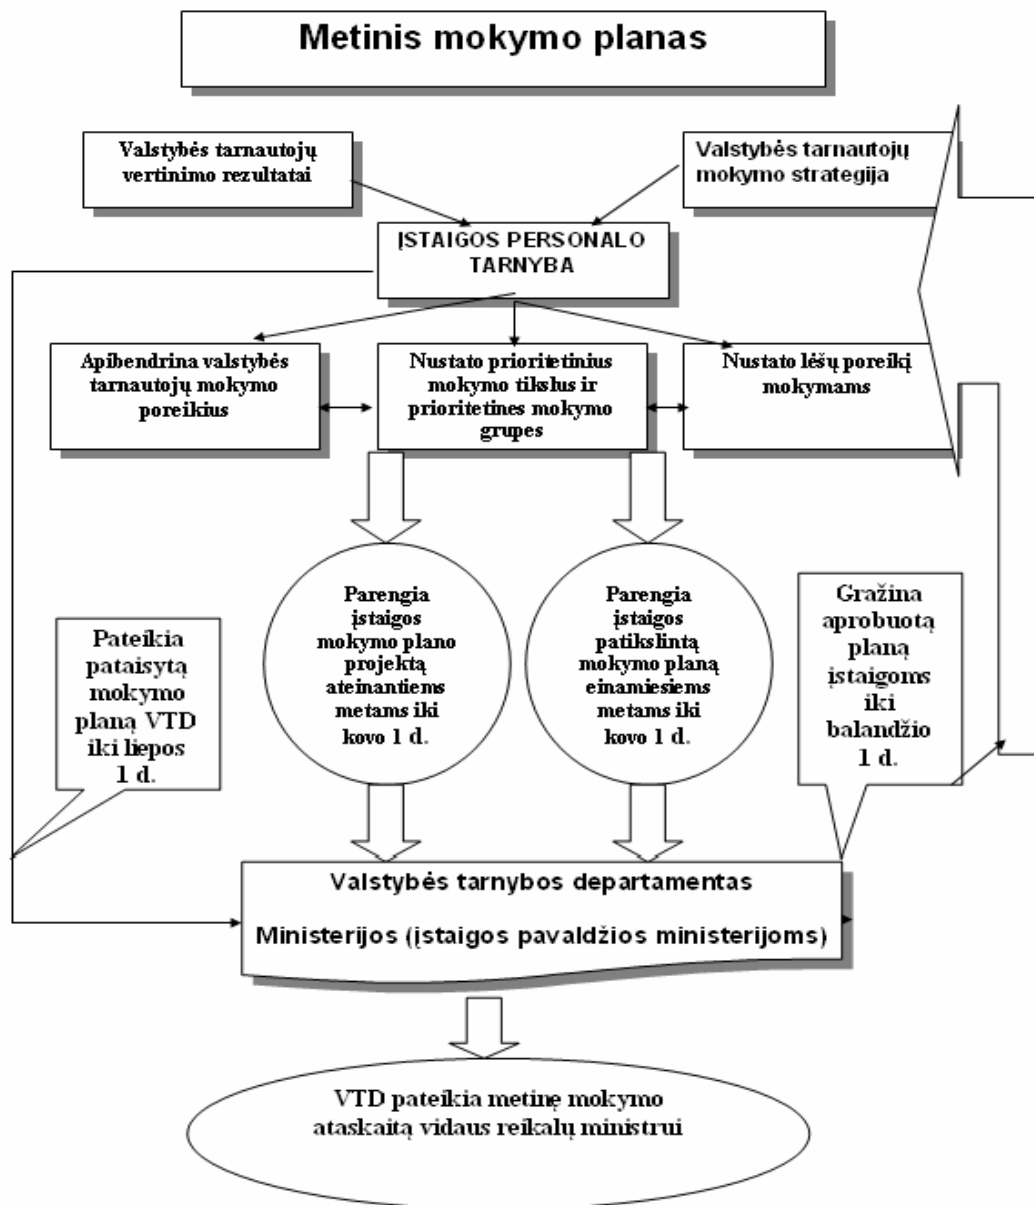 Metinis mokymo planas
Valstybės tarnautojų
vertinimo rezultatai
Valstybės tarnautojų
mokymo strategija
ĮSTAIGOS PERSONALO
TARNYBA
Apibendrina valstybės
tarnautojų mokymo
poreikius
Nustato prioritetinius
mokymo tikslus ir
prioritetines mokymo
grupes
Nustato lėšų poreikį
mokymams
Pateikia
pataisytą
mokymo
planą VTD
iki liepos
1 d.
Parengia
įstaigos
mokymo plano
projektą
ateinantiems
metams iki
kovo 1 d.
Parengia
įstaigos
patikslintą
mokymo planą
einamiesiems
metams iki
kovo 1 d.
Gražina
aprobuotą
planą
įstaigoms
iki
balandžio
1 d.
Valstybės tarnybos departamentas
Ministerijos (įstaigos pavaldžios ministerijoms)
VTD pateikia metinę mokymo
ataskaitą vidaus reikalų ministrui